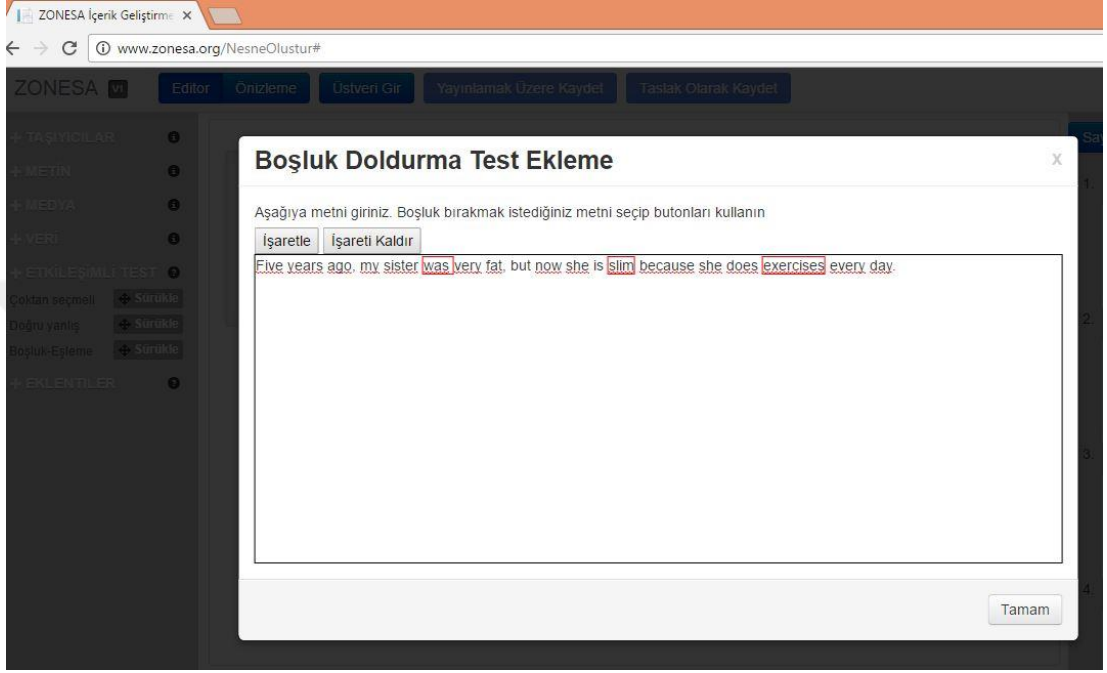 ZONESA İçerik Geliştirme
www.zonesa.org/NesneOlustur#
ZONESA V1 Editor Önizleme Üstveri Gir Yayınlamak Üzere Kaydet Taslak Olarak Kaydet
TAŞIYICILAR
METİN
MEDYA
VERİ
ETKİLEŞİMLİ TEST
Çoktan seçmeli Sürükle
Doğru yanlış Sürükle
Boşluk-Eşleme Sürükle
EKLENTİLER
Boşluk Doldurma Test Ekleme X
Aşağıya metni giriniz. Boşluk bırakmak istediğiniz metni seçip butonları kullanın
İşaretle İşareti Kaldır
Five years ago, my sister was very fat, but now she is slim because she does exercises every day.
Tamam
Say
1.
2.
3.
4.